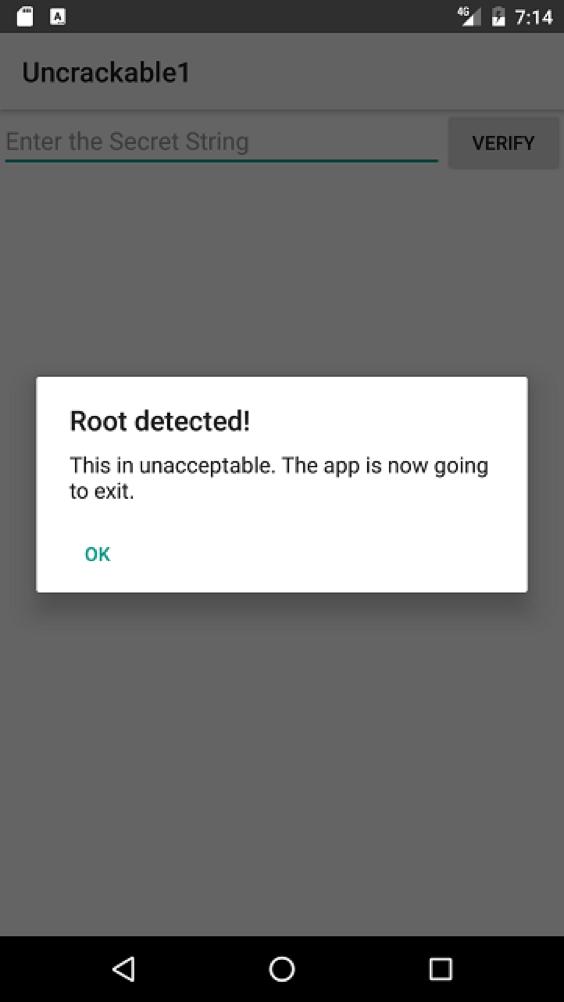 A
4G
7:14
Uncrackable1
Enter the Secret String
VERIFY
Root detected!
This in unacceptable. The app is now going
to exit.
OK